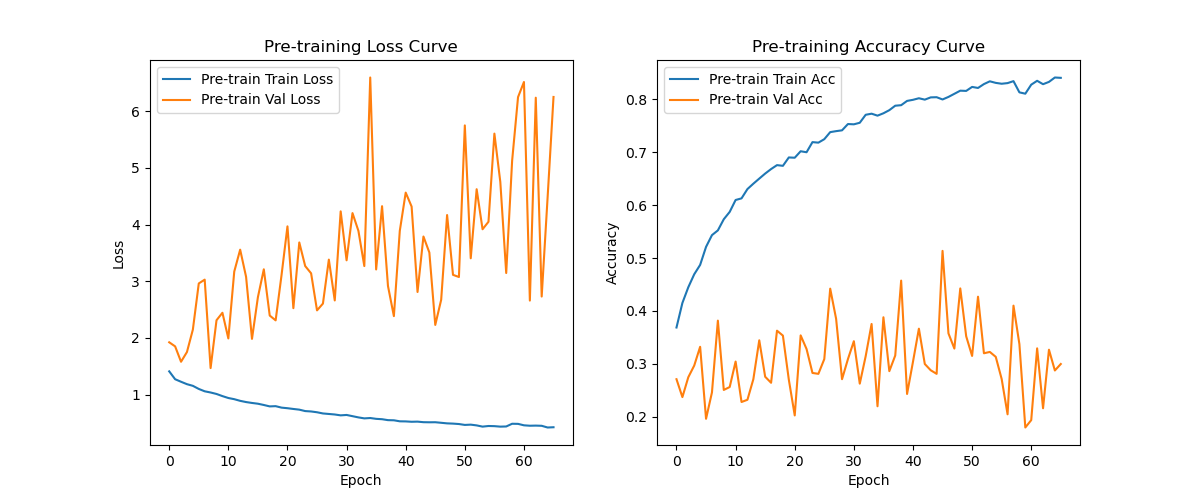 Pre-training Loss Curve
Pre-train Train Loss
Pre-train Val Loss
Loss
6
5
4
3
2
1
0 10 20 30 40 50 60
Epoch
Pre-training Accuracy Curve
Pre-train Train Acc
Pre-train Val Acc
Accuracy
0.8
0.7
0.6
0.5
0.4
0.3
0.2
0 10 20 30 40 50 60
Epoch